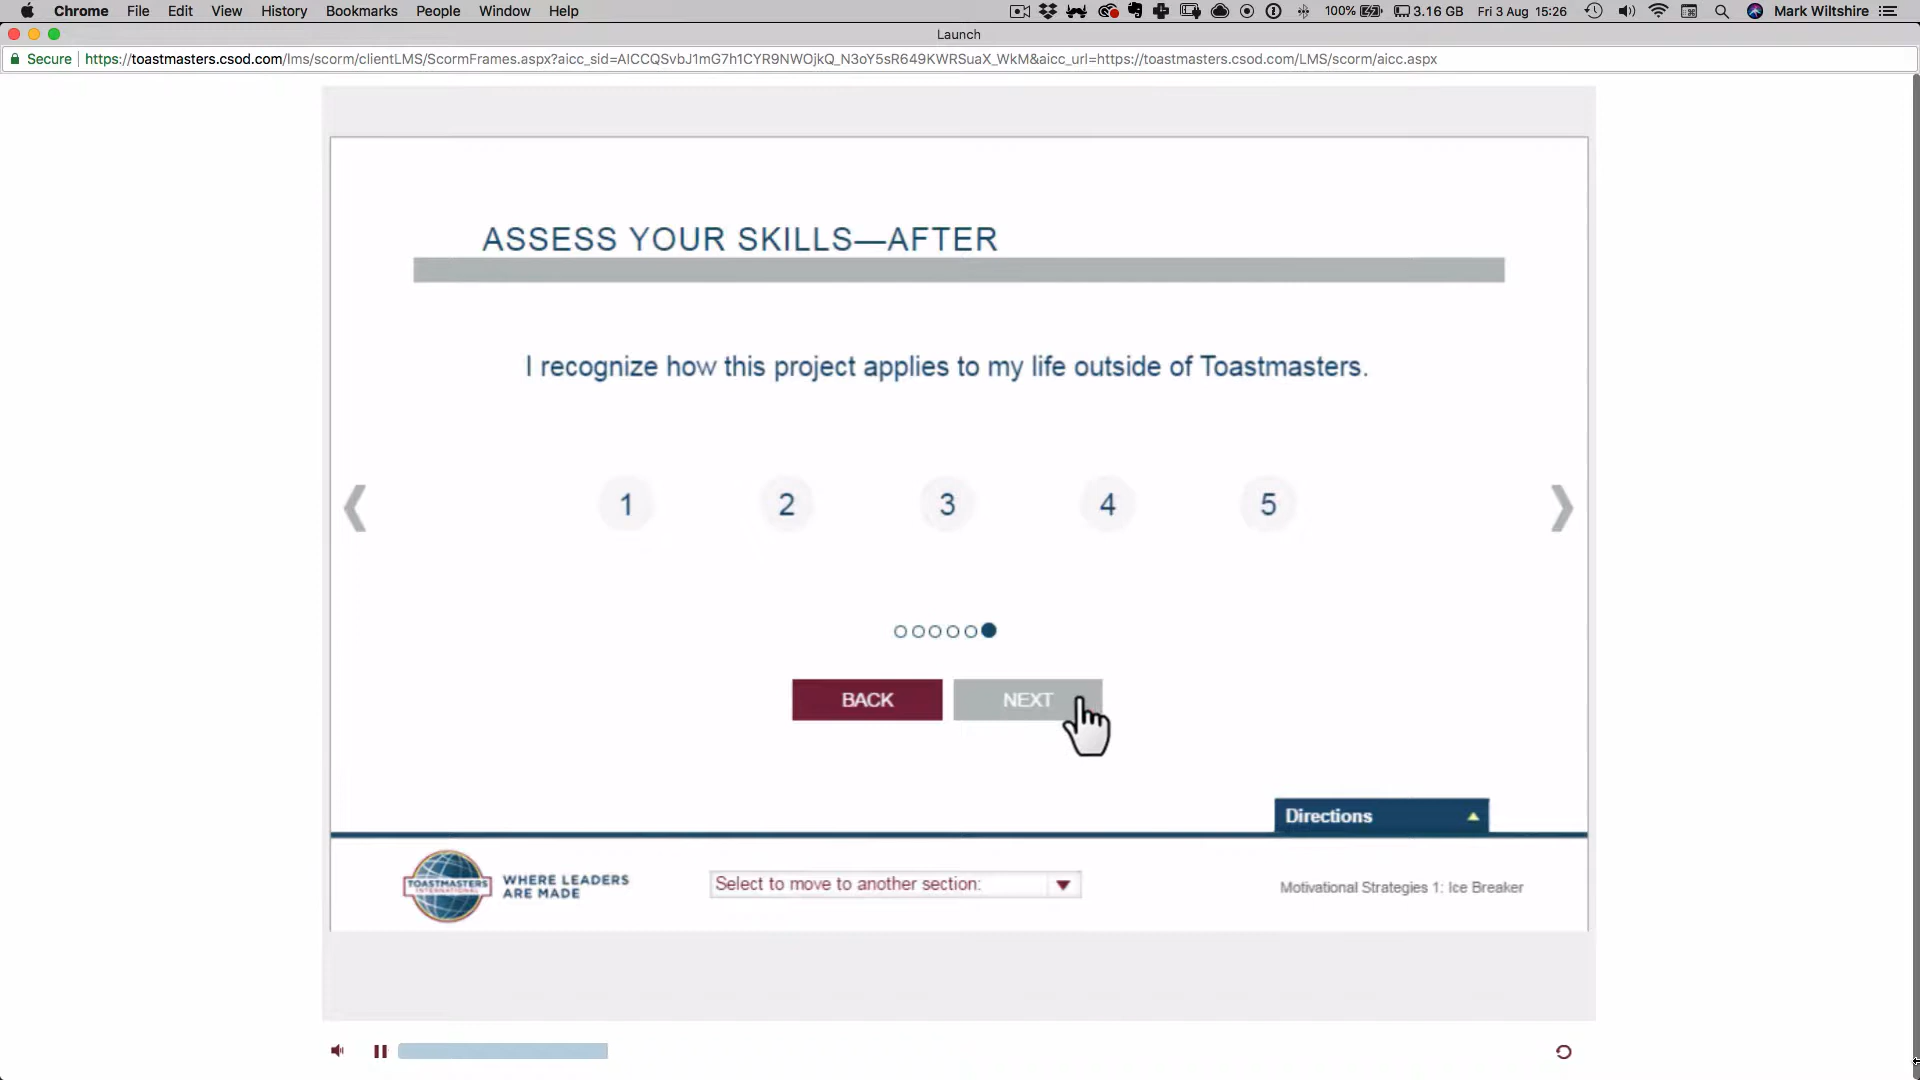 Chrome File Edit View History Bookmarks People Window Help 100% 3.16 GB Fri 3 Aug 15:26 Mark Wiltshire
Launch
Secure https://toastmasters.csod.com/lms/scorm/clientLMS/ScormFrames.aspx?aicc_sid=AICCQSvbJ1mG7h1CYR9NWOjkQ_N3oY5sR649KWRSuaX_WkM&aicc_url=https://toastmasters.csod.com/LMS/scorm/aicc.aspx
ASSESS YOUR SKILLS—AFTER
I recognize how this project applies to my life outside of Toastmasters.
1 2 3 4 5
BACK NEXT
Directions
TOASTMASTERS
INTERNATIONAL
WHERE LEADERS
ARE MADE
Select to move to another section:
Motivational Strategies 1: Ice Breaker